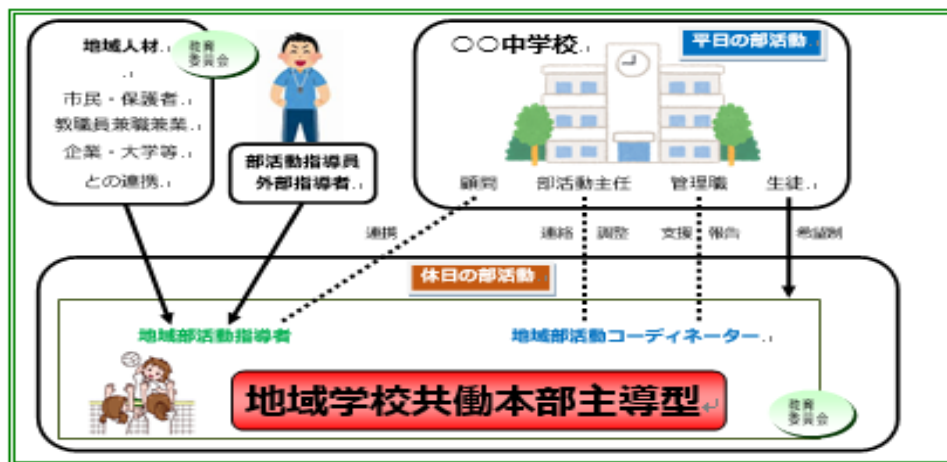 地域人材
教育
委員会
市民・保護者
教職員兼職兼業
企業・大学等
との連携
部活動指導員
外部指導者
○○中学校
平日の部活動
顧問 部活動主任 管理職 生徒
連携 連絡 調整 支援 報告 希望制
休日の部活動
地域部活動指導者 地域部活動コーディネーター
地域学校共働本部主導型
教育
委員会